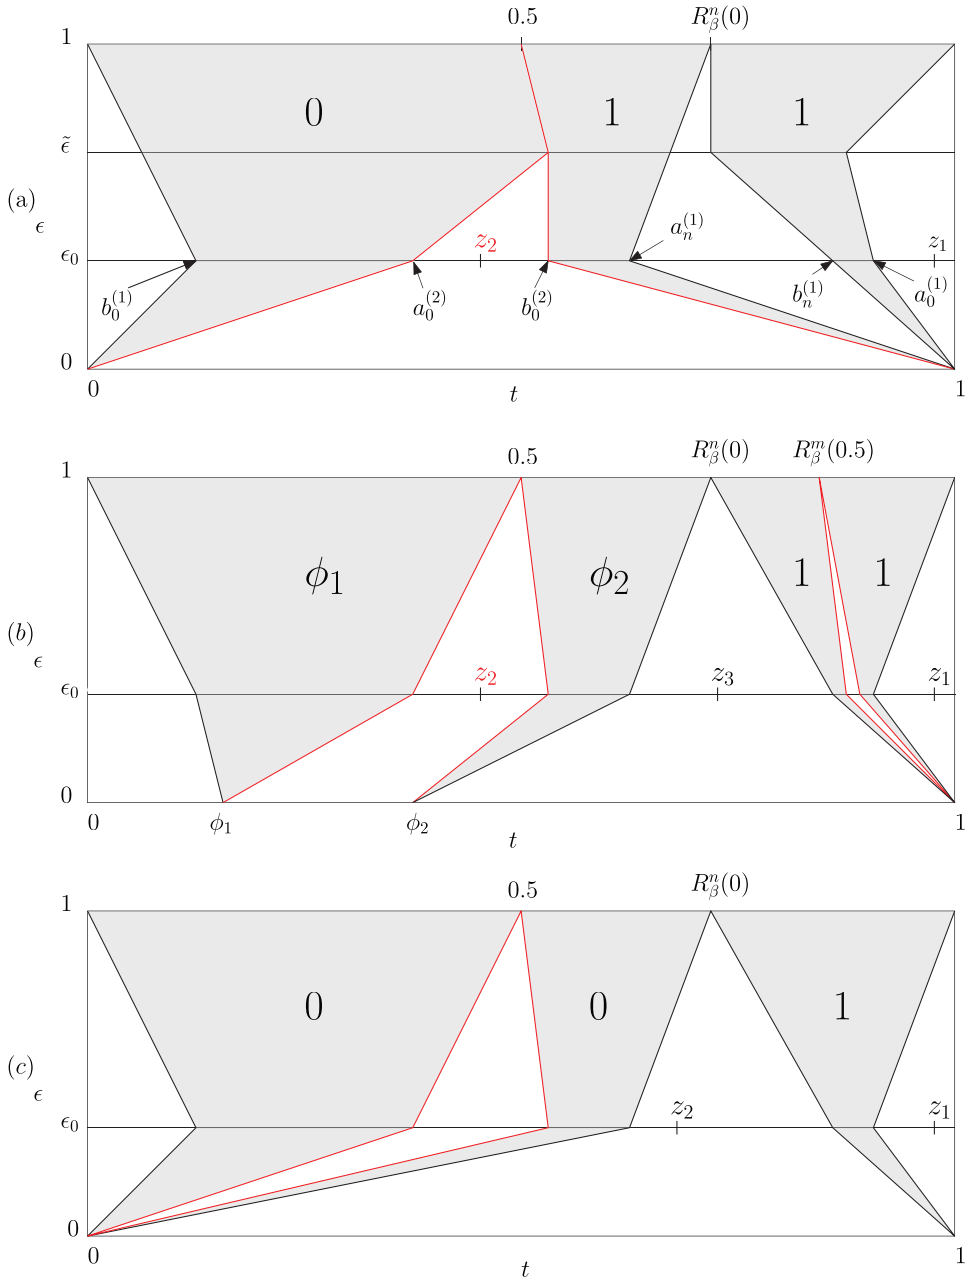 0.5 R_β^n(0)
1
0 1 1
ϵ̃
(a)
ϵ
a_n^(1)
z_2 z_1
ϵ_0
b_0^(1) a_0^(2) b_0^(2) b_n^(1) a_0^(1)
0
0 1
t
0.5 R_β^n(0) R_β^m(0.5)
1
ϕ_1 ϕ_2 1 1
(b)
ϵ
z_2 z_3 z_1
ϵ_0
0
0 ϕ_1 ϕ_2 1
t
0.5 R_β^n(0)
1
0 0 1
(c)
ϵ
z_2 z_1
ϵ_0
0
0 1
t